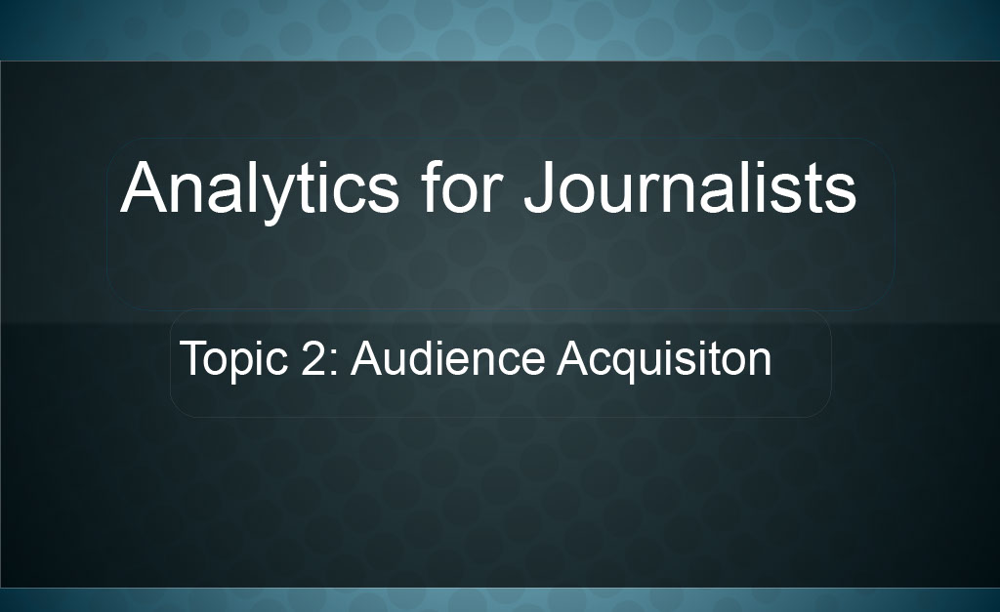 Analytics for Journalists
Topic 2: Audience Acquisiton